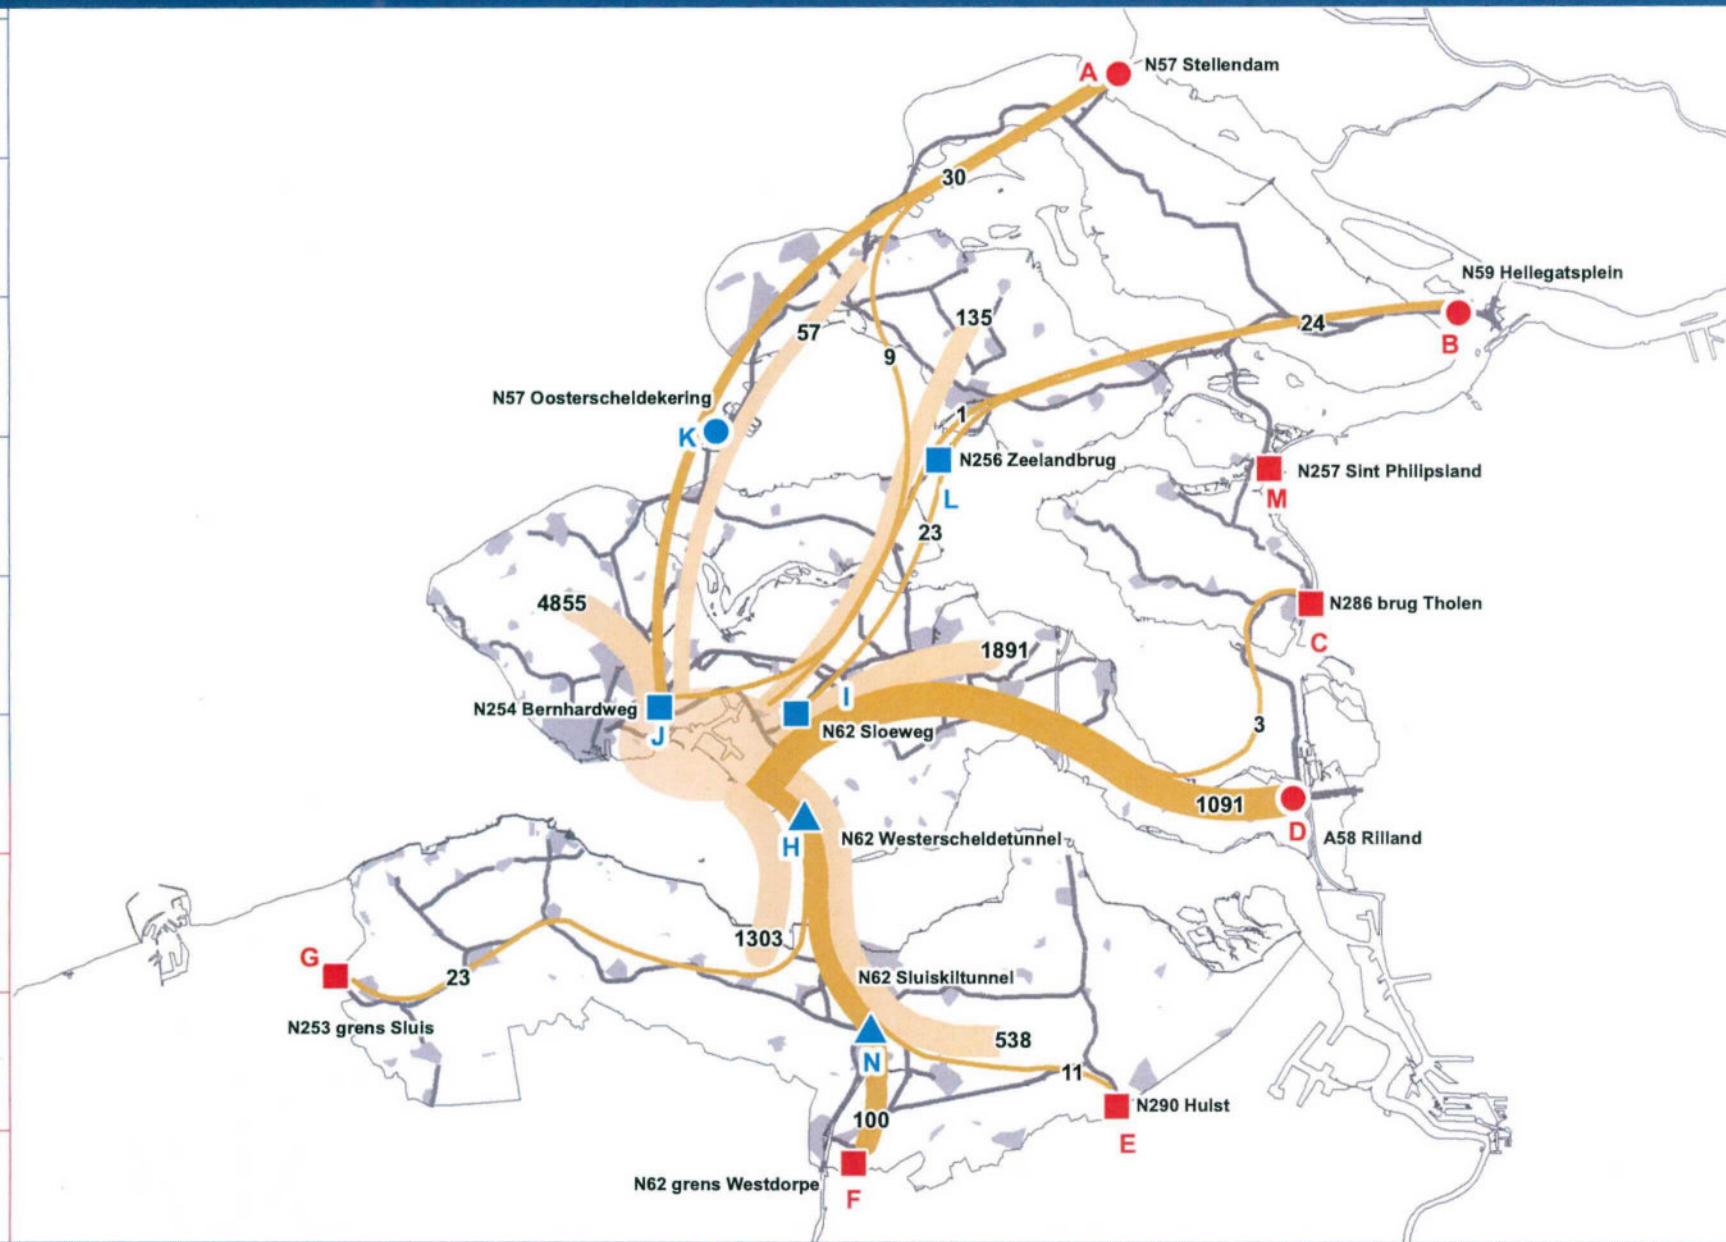 A
N57 Stellendam
30
N59 Hellegatsplein
B
24
57
135
9
N57 Oosterscheldekering
K
1
N256 Zeelandbrug
L
N257 Sint Philipsland
M
23
4855
N286 brug Tholen
C
1891
I
N254 Bernhardweg
J
N62 Sloeweg
3
1091
D
A58 Rilland
H
N62 Westerscheldetunnel
1303
G
23
N62 Sluiskiltunnel
N253 grens Sluis
538
N
11
100
N290 Hulst
E
N62 grens Westdorpe
F